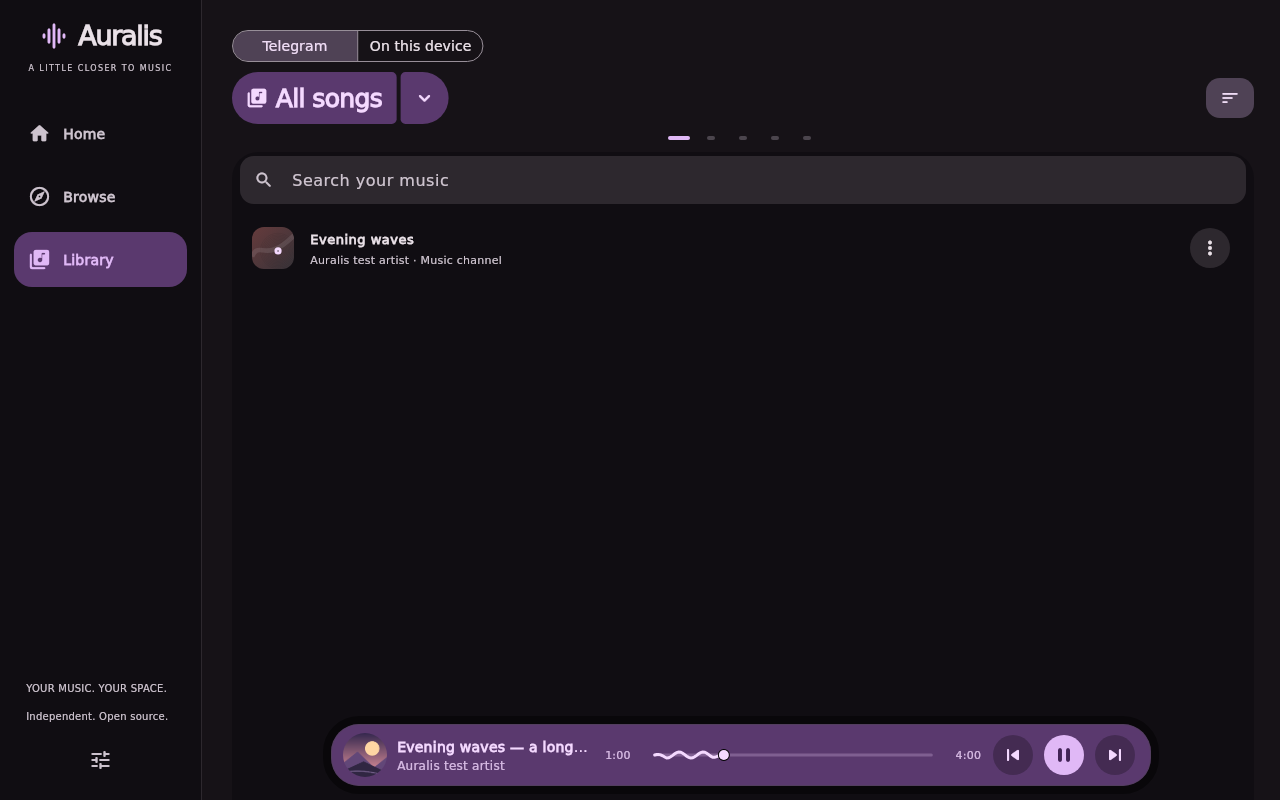 Auralis
A LITTLE CLOSER TO MUSIC
Home
Browse
Library
YOUR MUSIC. YOUR SPACE.
Independent. Open source.
Telegram
On this device
All songs
Search your music
Evening waves
Auralis test artist · Music channel
Evening waves — a long...
Auralis test artist
1:00
4:00